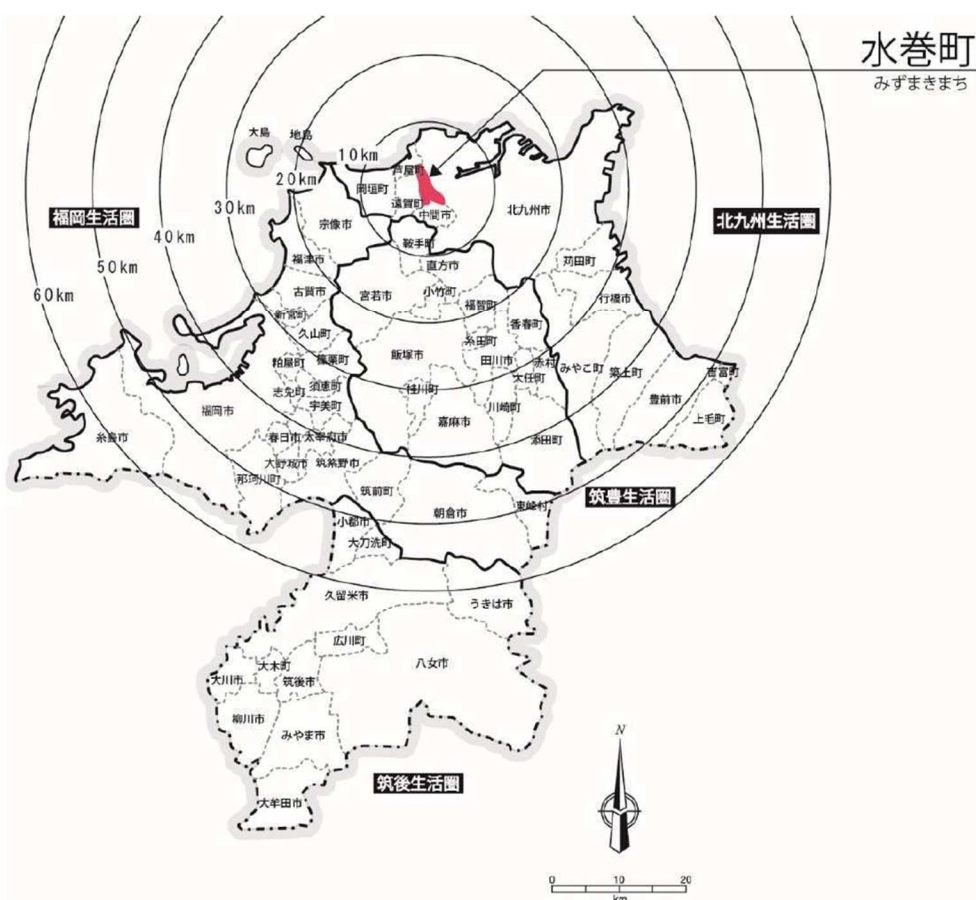 水巻町
みずまきまち
大島
地島
10km
20km
30km
40km
50km
60km
福岡生活圏
北九州生活圏
芦屋町
岡垣町
遠賀町
中間市
北九州市
宗像市
鞍手町
福津市
直方市
苅田町
古賀市
宮若市
小竹町
福智町
行橋市
新宮町
香春町
久山町
糸田町
粕屋町
篠栗町
飯塚市
田川市
赤村
みやこ町
築上町
吉富町
大任町
志免町
須恵町
桂川町
豊前市
宇美町
福岡市
川崎町
上毛町
嘉麻市
糸島市
春日市
太宰府市
添田町
大野城市
筑紫野市
那珂川町
筑前町
筑豊生活圏
朝倉市
東峰村
小郡市
大刀洗町
久留米市
うきは市
広川町
八女市
大木町
大川市
筑後市
柳川市
みやま市
筑後生活圏
大牟田市
N
0 10 20
km